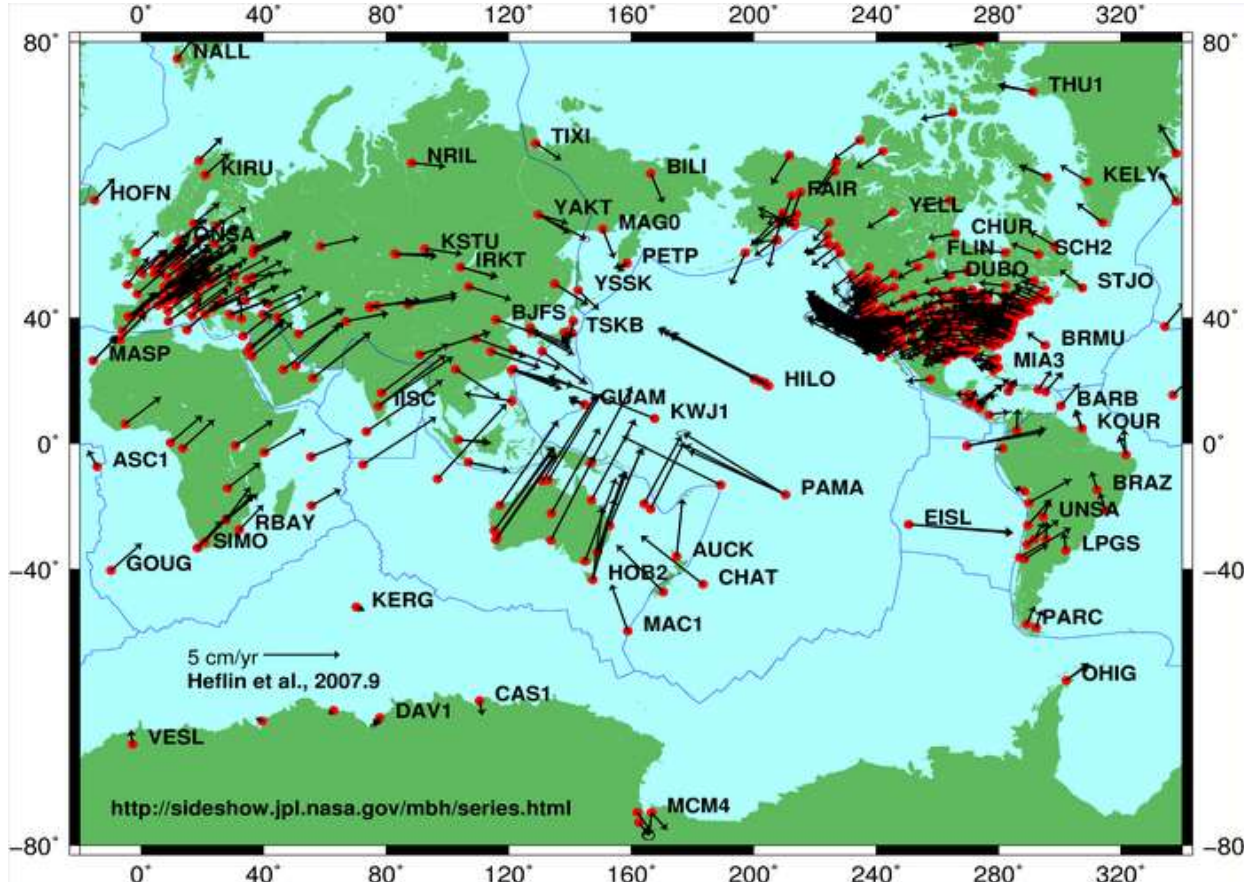 0° 40° 80° 120° 160° 200° 240° 280° 320°
80° 80°
NALL
THU1
TIXI
NRIL
BILI
KIRU
KELY
HOFN
FAIR
YAKT
YELL
MAG0
CHUR
ONSA
KSTU
FLIN
SCH2
PETP
IRKT
DUBO
YSSK
STJO
BJFS
40° TSKB 40°
BRMU
MASP
MIA3
HILO
IISC
GUAM
BARB
KWJ1
KOUR
0° 0°
ASC1
BRAZ
PAMA
UNSA
EISL
RBAY
SIMO
LPGS
AUCK
GOUG
−40° HOB2 −40°
CHAT
KERG
MAC1
PARC
5 cm/yr
OHIG
Heflin et al., 2007.9
CAS1
DAV1
VESL
http://sideshow.jpl.nasa.gov/mbh/series.html
MCM4
−80° −80°
0° 40° 80° 120° 160° 200° 240° 280° 320°